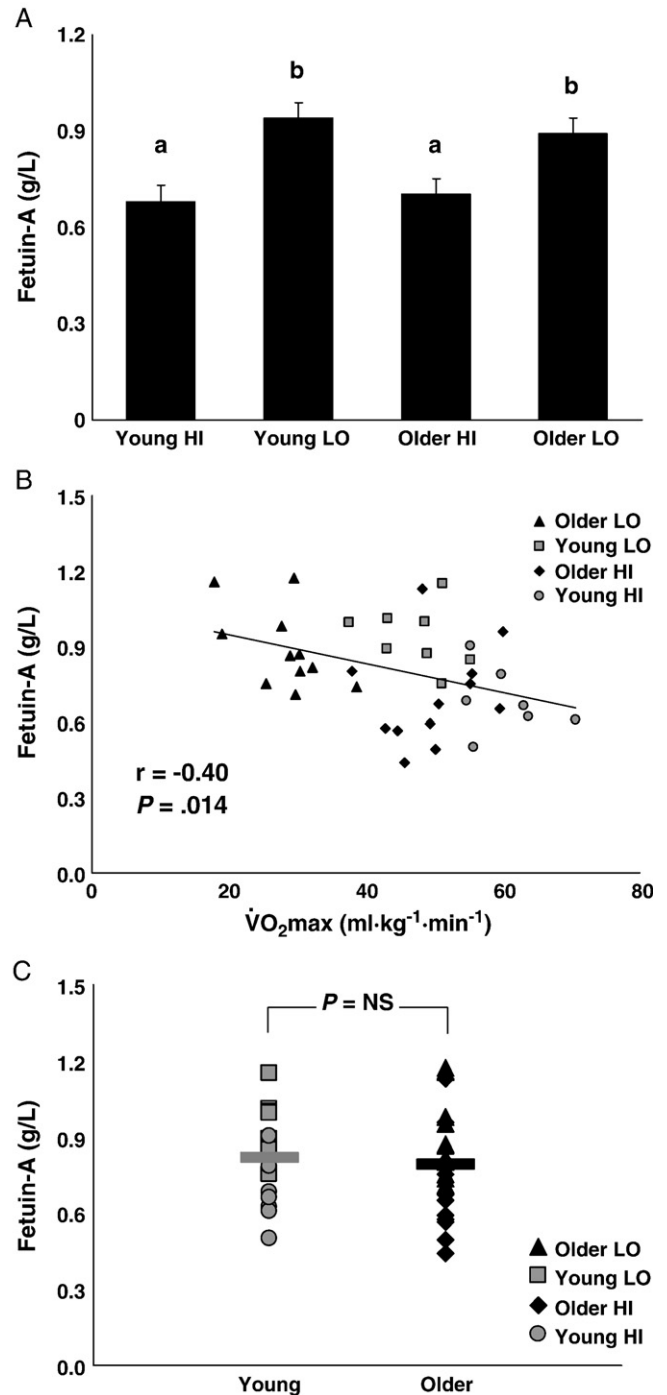 A
1.2
0.9
0.6
0.3
0
Fetuin-A (g/L)
a
b
a
b
Young HI
Young LO
Older HI
Older LO
B
1.5
1.2
0.9
0.6
0.3
0.0
Fetuin-A (g/L)
Older LO
Young LO
Older HI
Young HI
r = -0.40
P = .014
0
20
40
60
80
V̇O₂max (ml·kg⁻¹·min⁻¹)
C
1.5
1.2
0.9
0.6
0.3
0.0
Fetuin-A (g/L)
P = NS
Older LO
Young LO
Older HI
Young HI
Young
Older